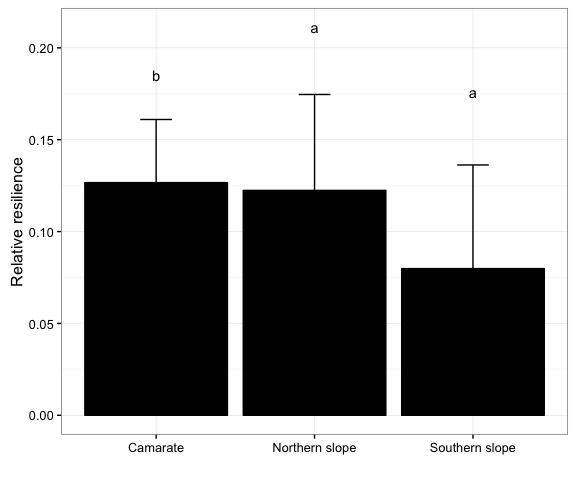 a
0.20
b
a
0.15
0.10
0.05
0.00
Relative resilience
Camarate Northern slope Southern slope